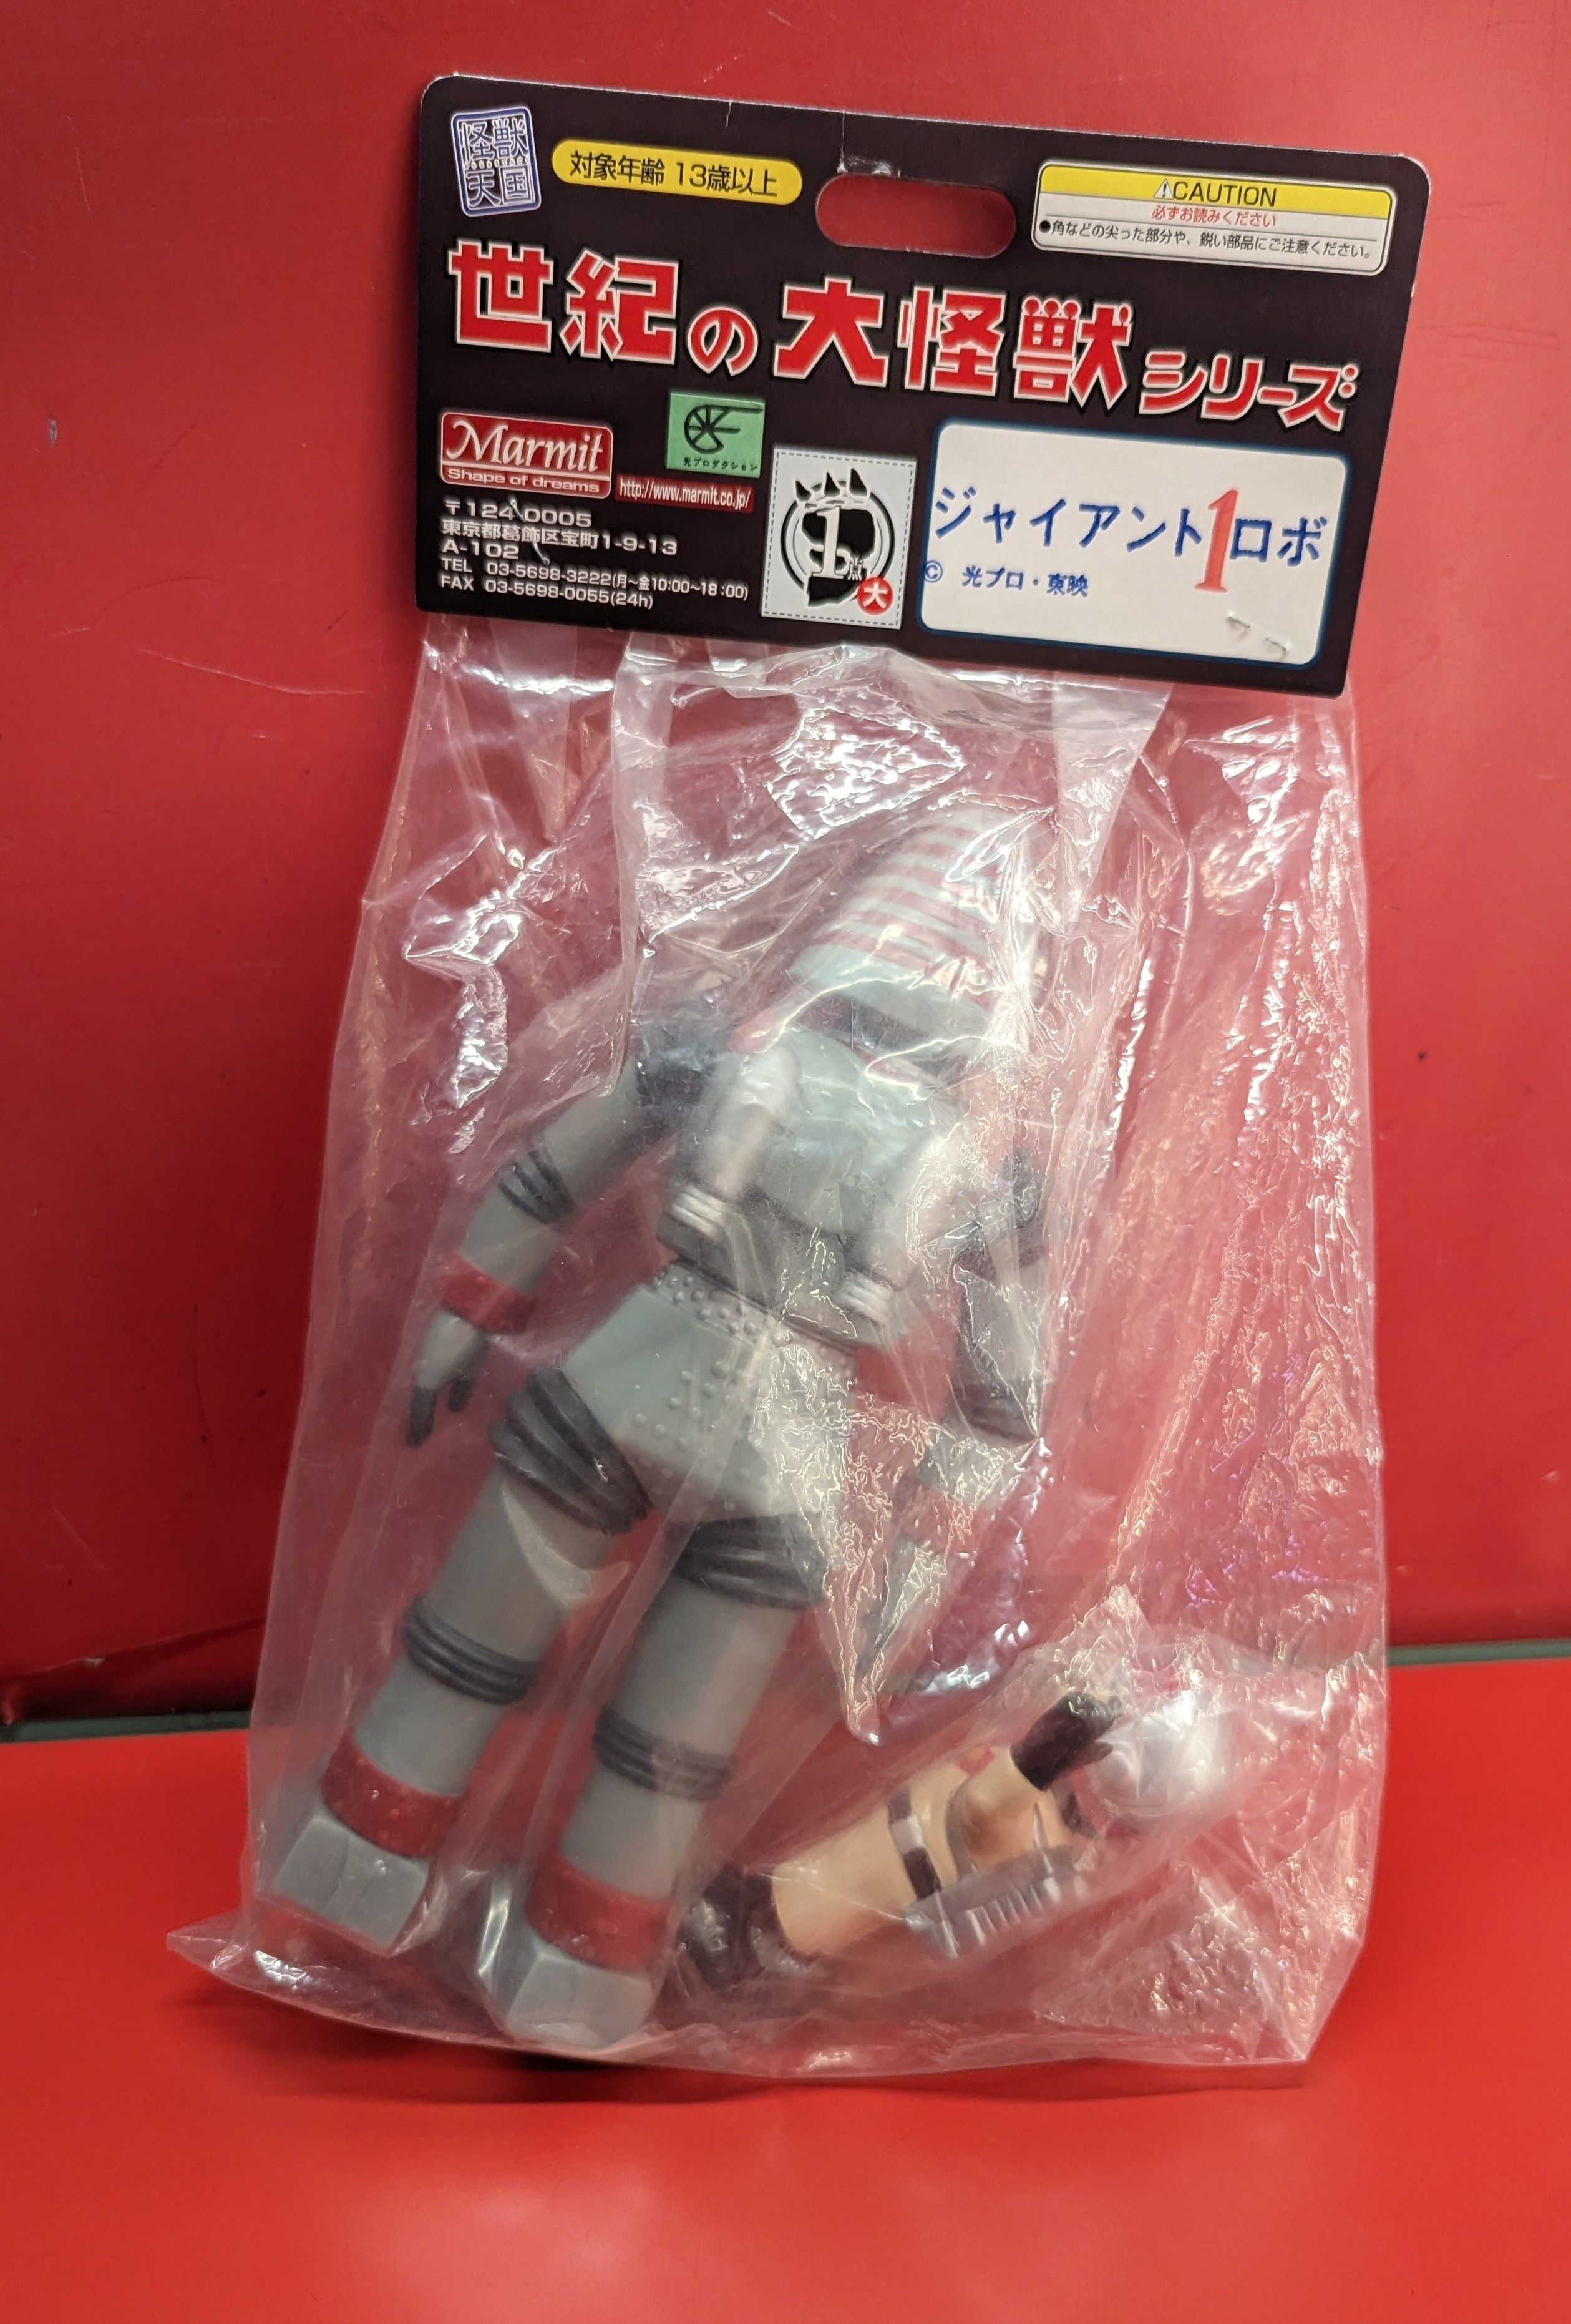 怪獣
天国
対象年齢 13歳以上
⚠CAUTION
必ずお読みください
●角などの尖った部分や、鋭い部品にご注意ください。
世紀の大怪獣シリーズ
Marmit
Shape of dreams
光プロダクション
http://www.marmit.co.jp/
〒124-0005
東京都葛飾区宝町1-9-13
A-102
TEL 03-5698-3222(月~金10:00~18:00)
FAX 03-5698-0055(24h)
1点
大
ジャイアント1ロボ
© 光プロ・東映